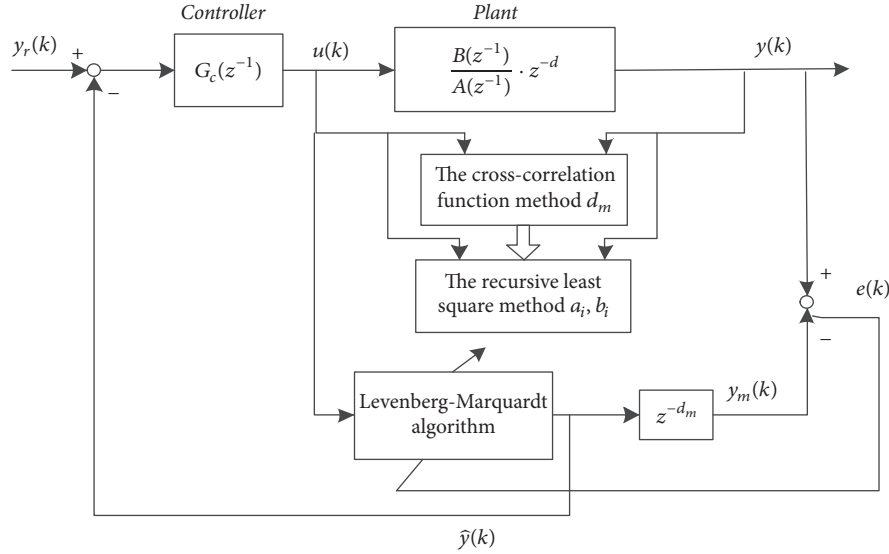 Controller
Plant
y_r(k)
+
−
G_c(z^{-1})
u(k)
B(z^{-1})
A(z^{-1})
· z^{-d}
y(k)
The cross-correlation
function method d_m
The recursive least
square method a_i, b_i
+
−
e(k)
Levenberg-Marquardt
algorithm
z^{-d_m}
y_m(k)
ŷ(k)